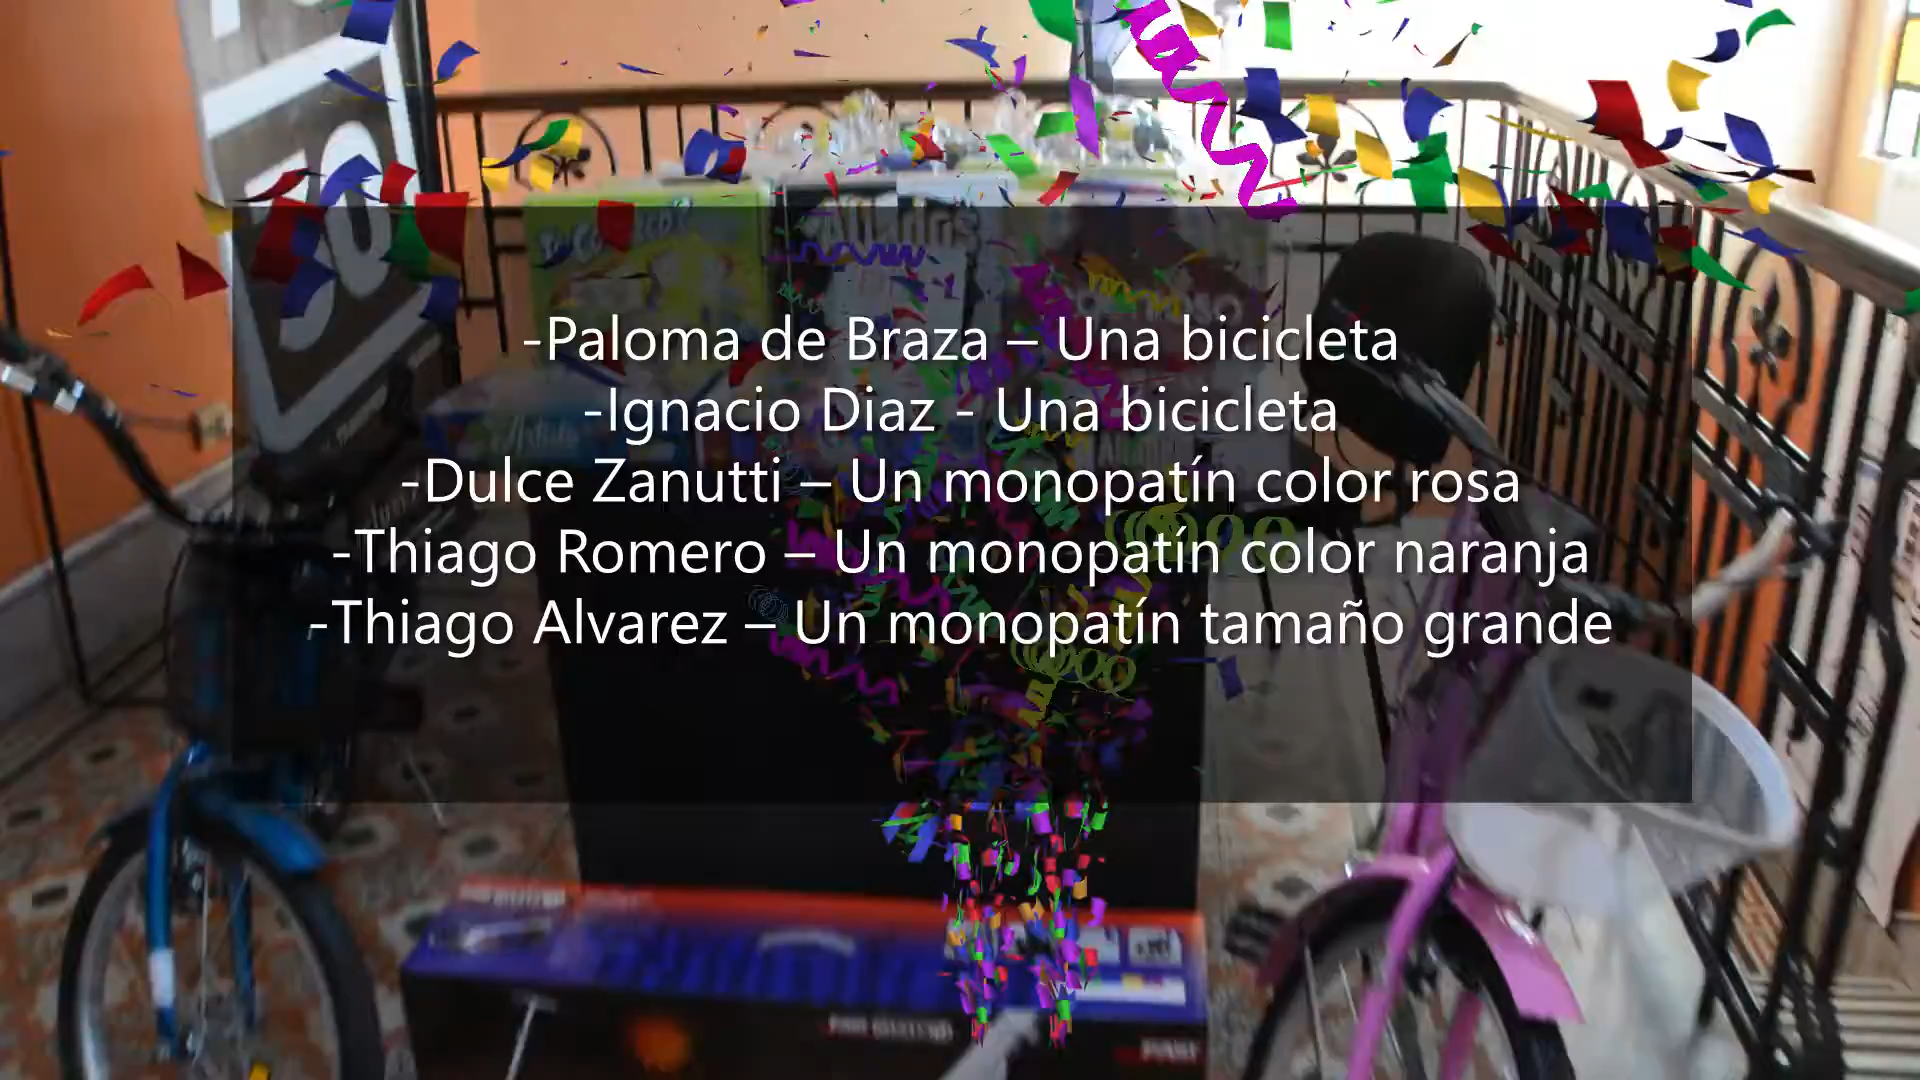 -Paloma de Braza – Una bicicleta
-Ignacio Diaz - Una bicicleta
-Dulce Zanutti – Un monopatín color rosa
-Thiago Romero – Un monopatín color naranja
-Thiago Alvarez – Un monopatín tamaño grande